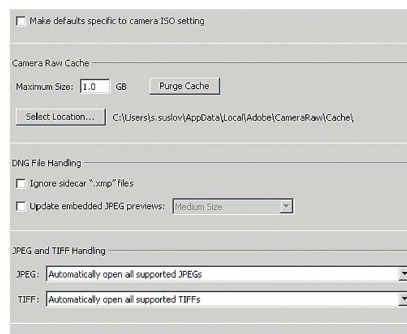 Make defaults specific to camera ISO setting
Camera Raw Cache
Maximum Size: 1.0 GB Purge Cache
Select Location... C:\Users\s.suslov\AppData\Local\Adobe\CameraRaw\Cache\
DNG File Handling
Ignore sidecar ".xmp" files
Update embedded JPEG previews: Medium Size
JPEG and TIFF Handling
JPEG: Automatically open all supported JPEGs
TIFF: Automatically open all supported TIFFs